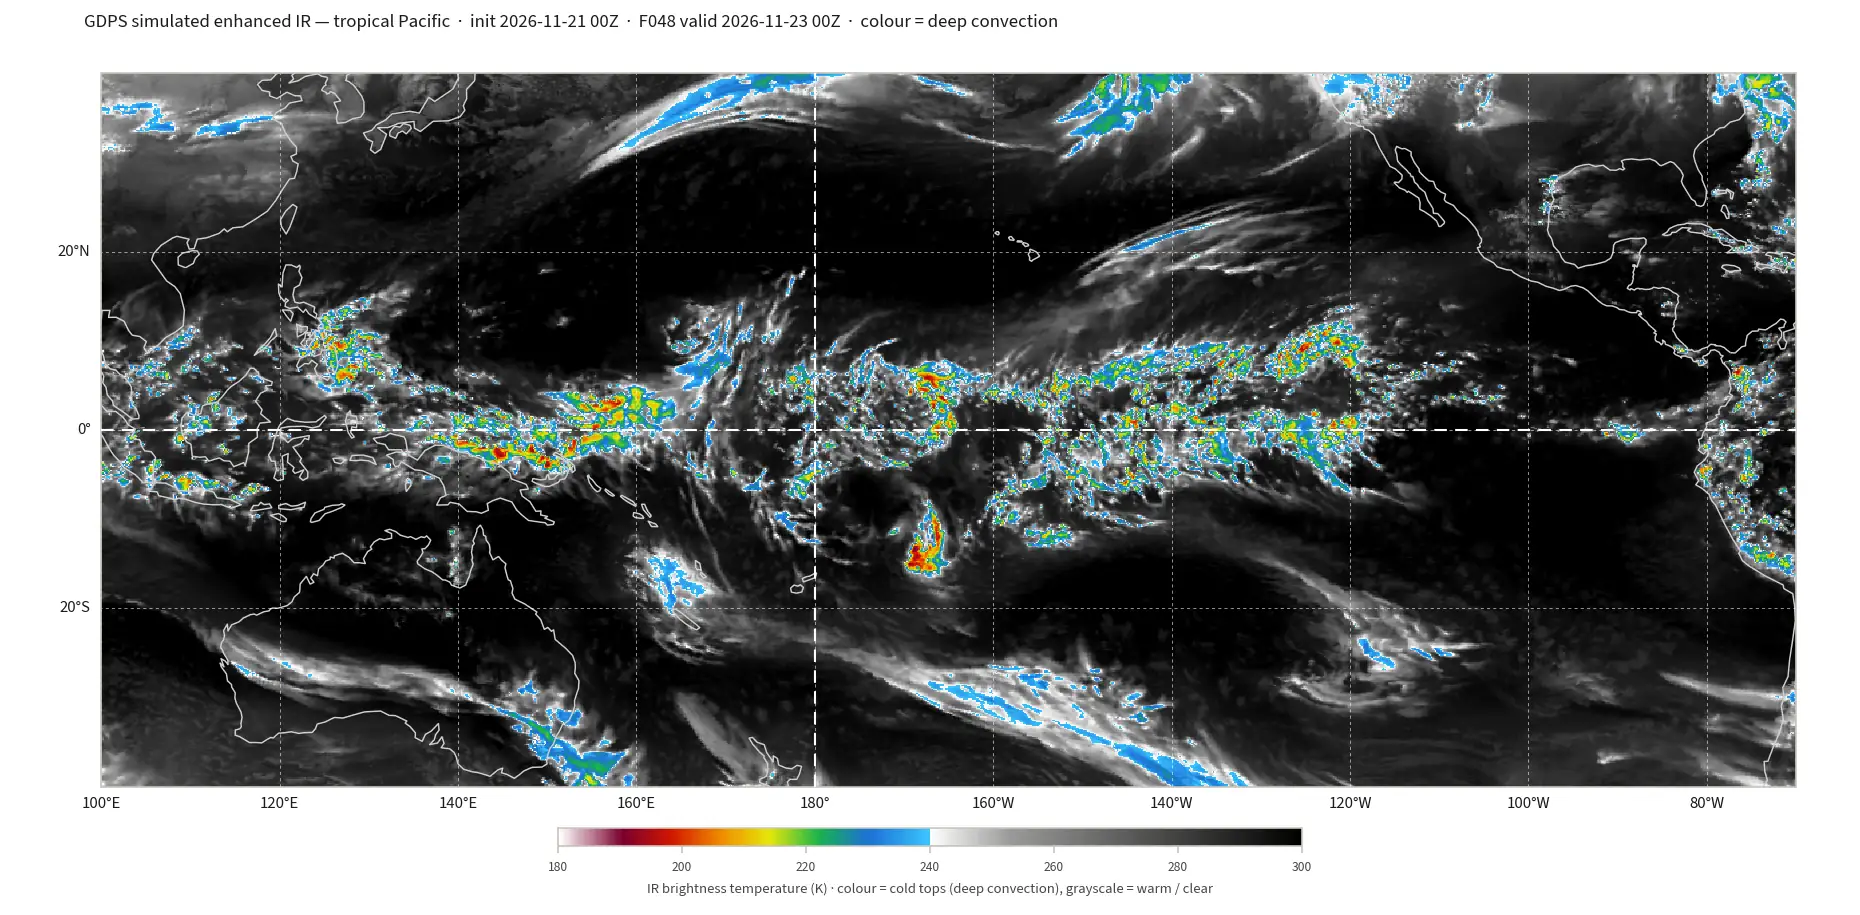 GDPS simulated enhanced IR — tropical Pacific · init 2026-11-21 00Z · F048 valid 2026-11-23 00Z · colour = deep convection
20°N
0°
20°S
100°E 120°E 140°E 160°E 180° 160°W 140°W 120°W 100°W 80°W
180 200 220 240 260 280 300
IR brightness temperature (K) · colour = cold tops (deep convection), grayscale = warm / clear